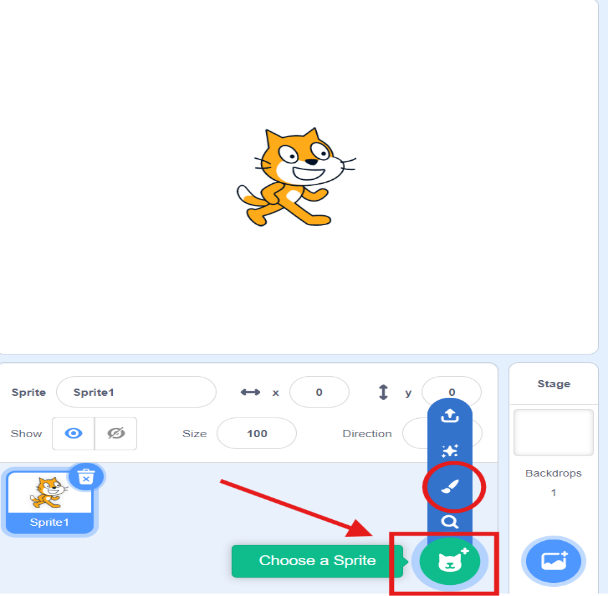 Sprite Sprite1 x 0 y 0
Show Size 100 Direction
Sprite1
Choose a Sprite
Stage
Backdrops
1